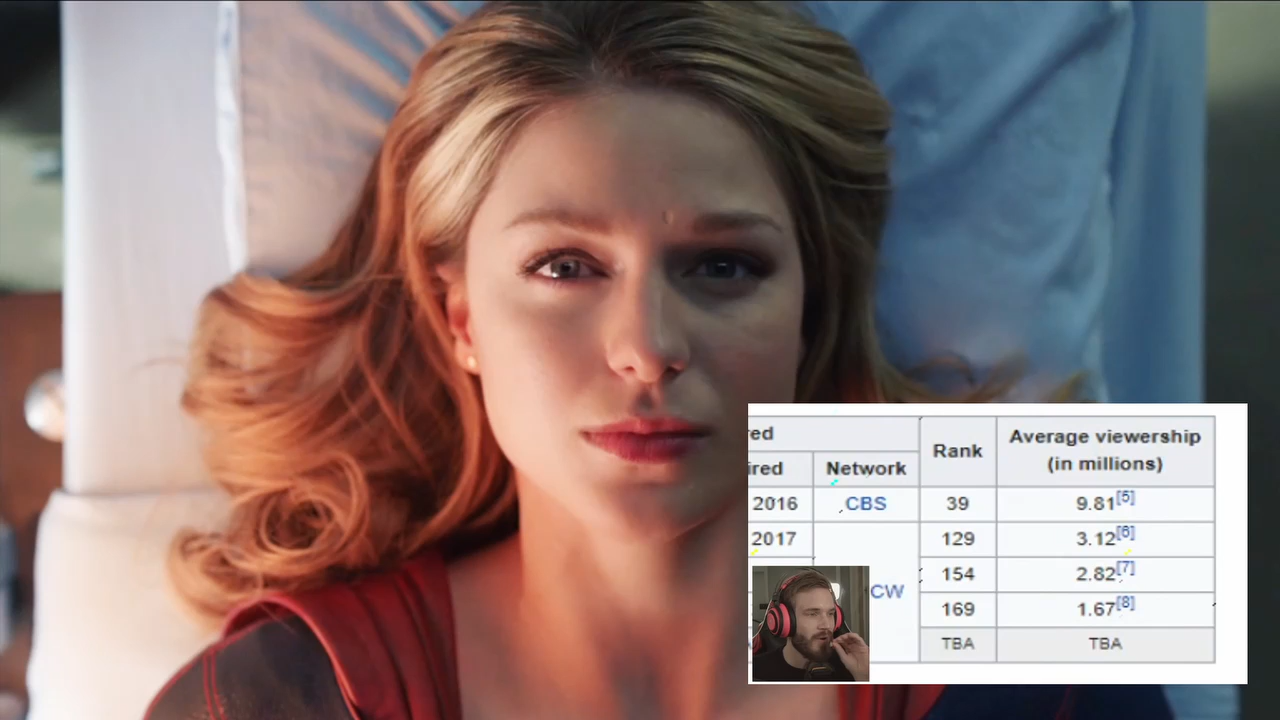 red
Rank
Average viewership
(in millions)
ired
Network
2016 CBS 39 9.81[5]
2017 129 3.12[6]
154 2.82[7]
CW
169 1.67[8]
TBA TBA